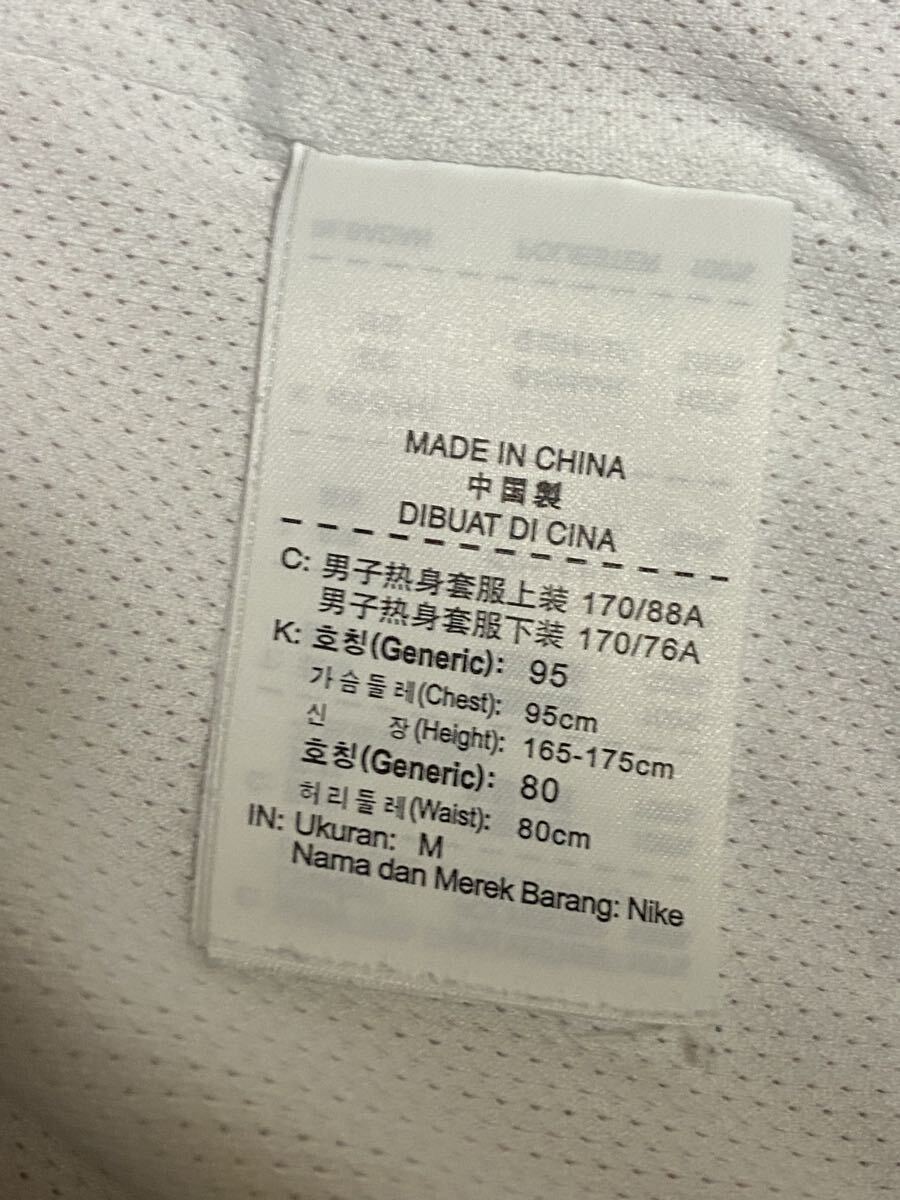 MADE IN CHINA
中国製
DIBUAT DI CINA
C: 男子热身套服上装 170/88A
男子热身套服下装 170/76A
K: 호칭(Generic): 95
가슴둘레(Chest): 95cm
신 장(Height): 165-175cm
호칭(Generic): 80
허리둘레(Waist): 80cm
IN: Ukuran: M
Nama dan Merek Barang: Nike